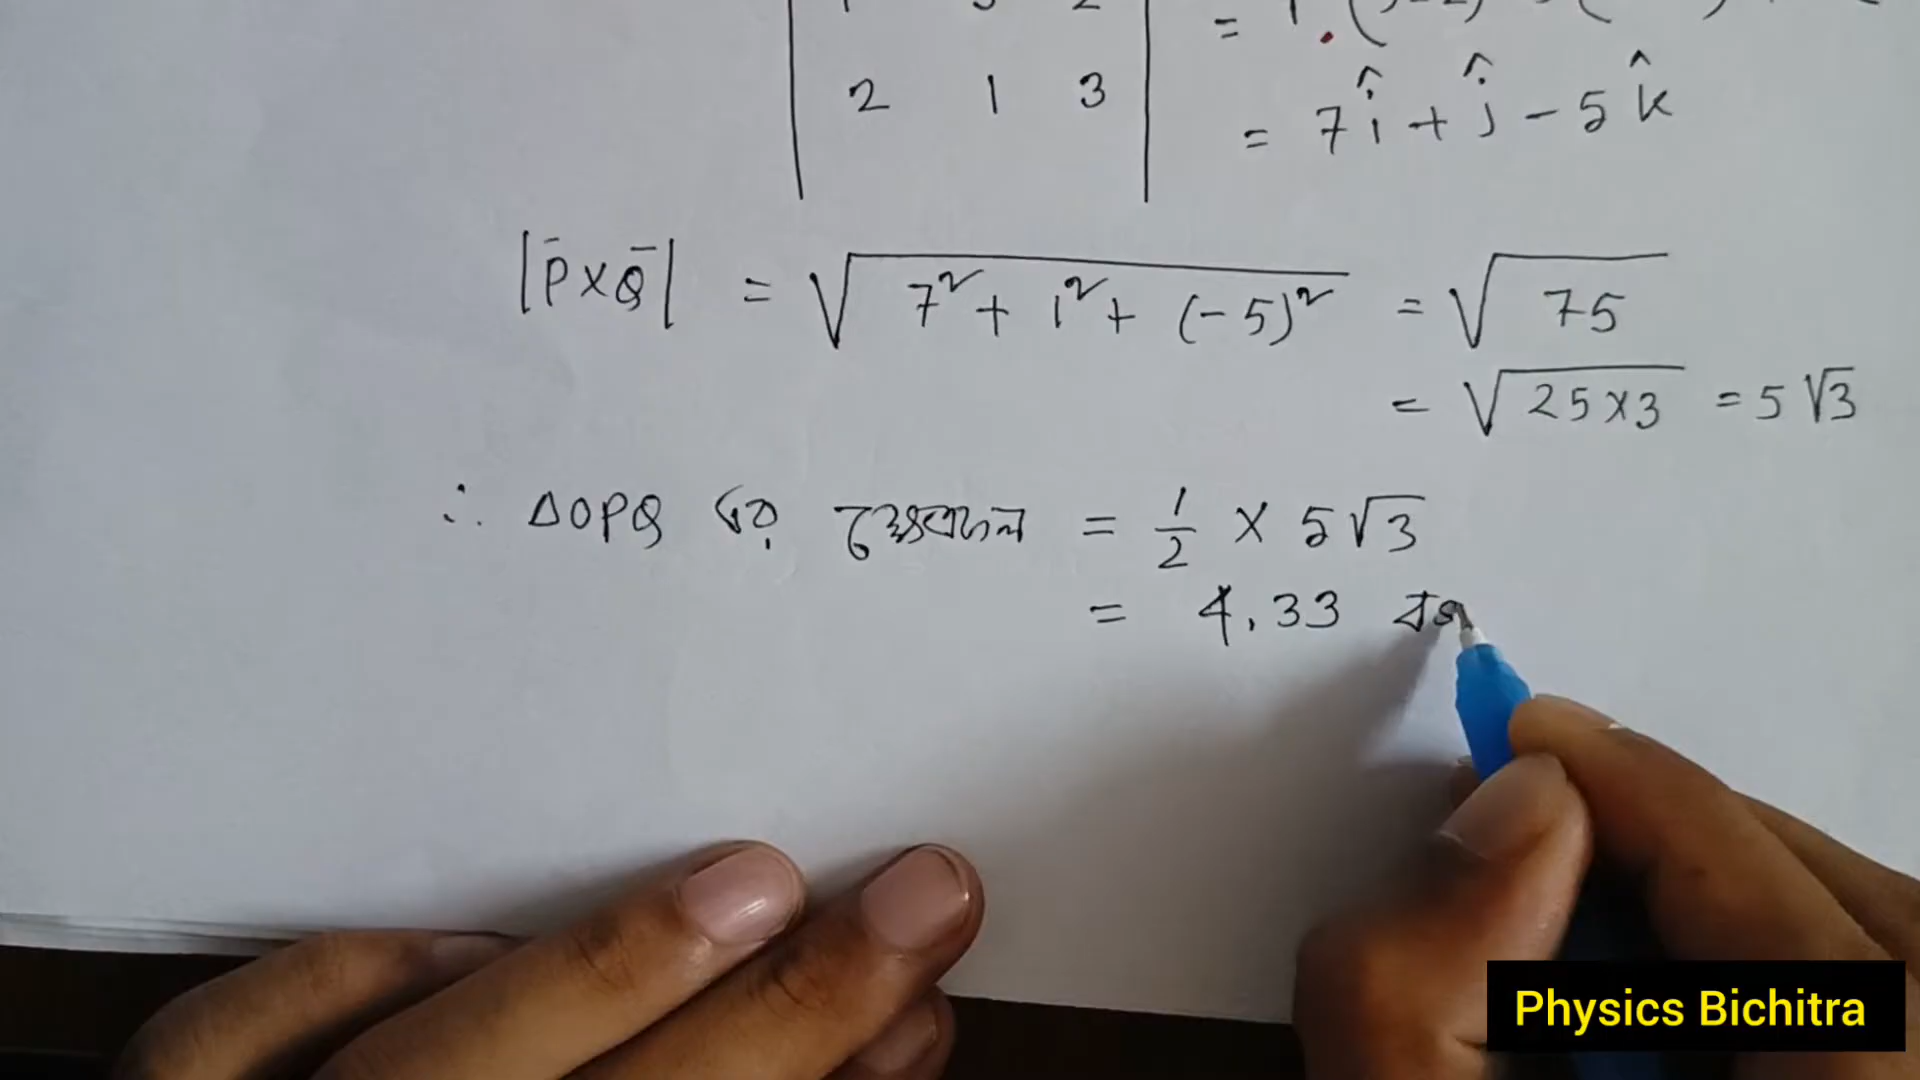 2 1 3
= 7î + ĵ - 5k̂
|P̄×Q̄| = √7² + 1² + (-5)² = √75
= √25×3 = 5√3
∴ ΔOPQ এর ক্ষেত্রফল = 1/2 × 5√3
= 4.33
Physics Bichitra